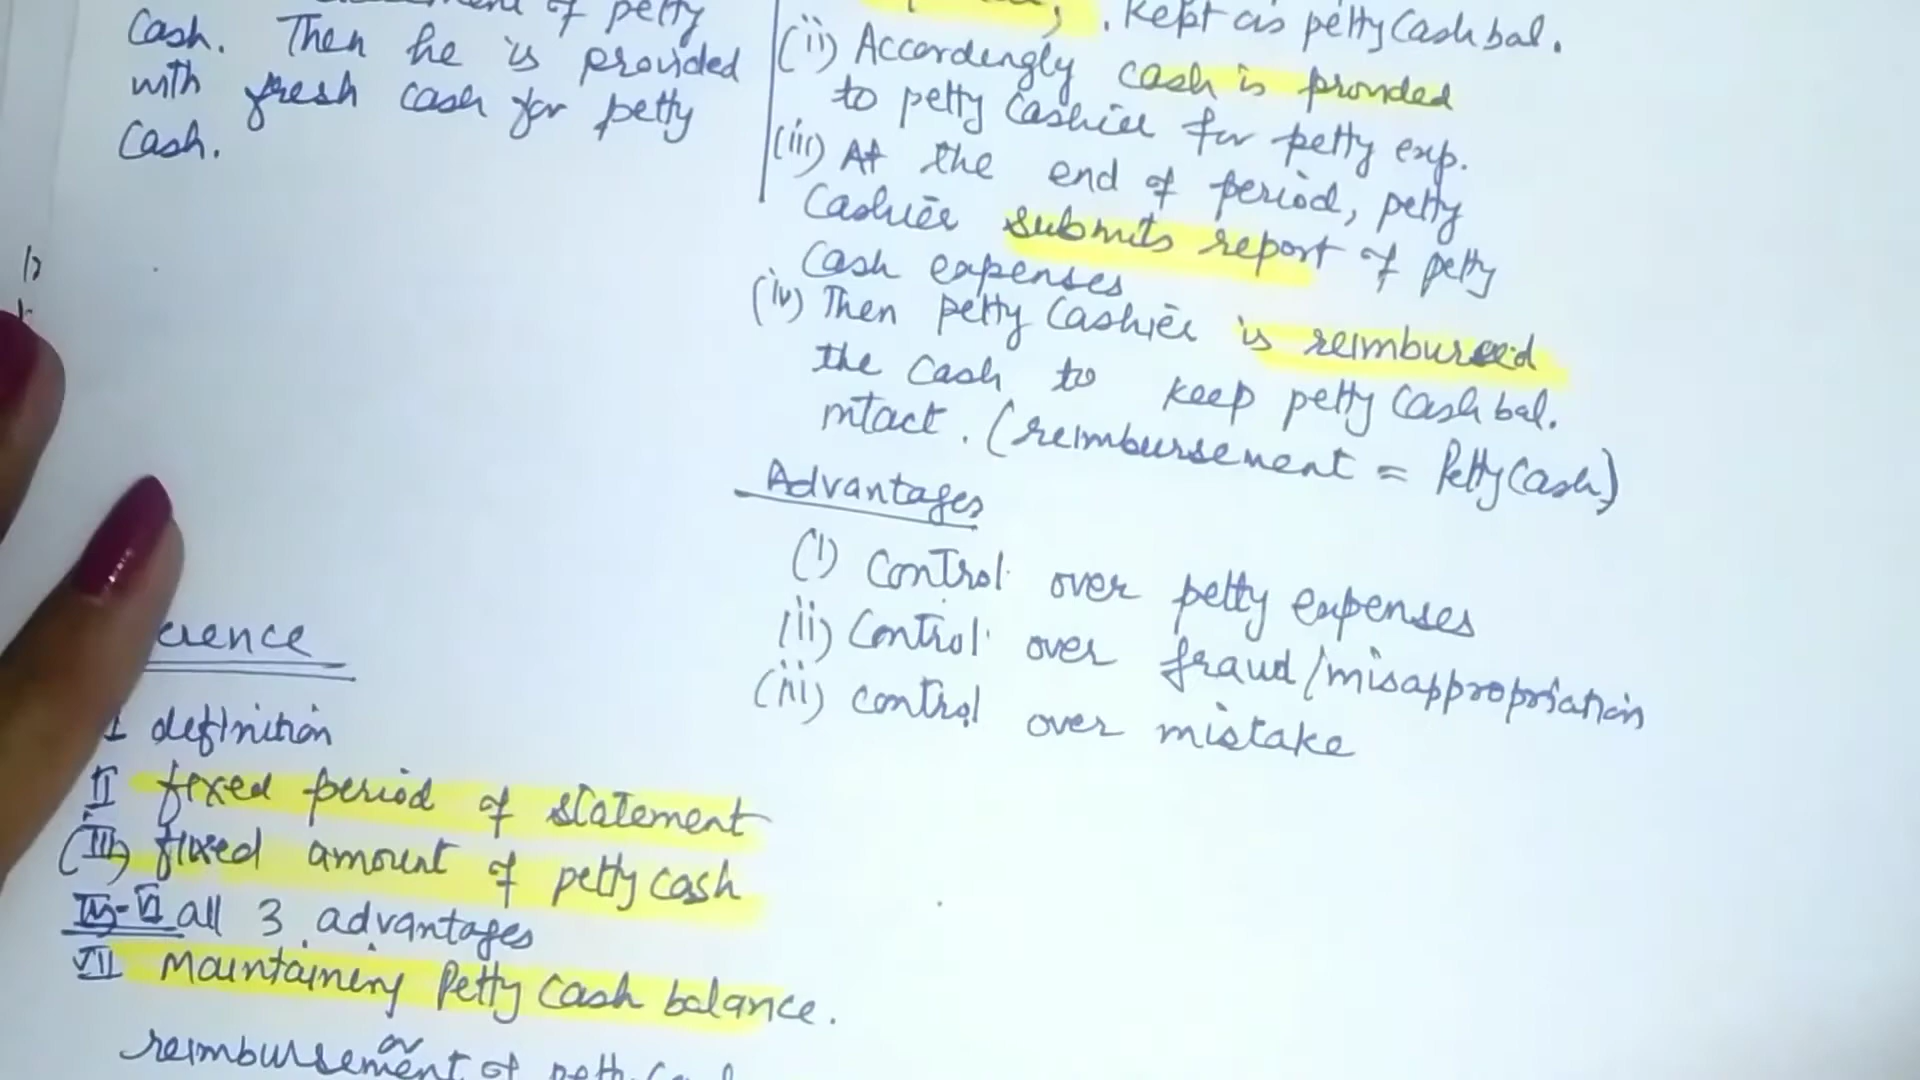 of petty
Cash. Then he is provided
with fresh cash for petty
Cash.
. kept as petty Cash bal.
(ii) Accordengly cash is provided
to petty Cashier for petty exp.
(iii) At the end of period, petty
Cashier submits report of petty
Cash expenses
(iv) Then petty Cashier is reimbursed
the cash to keep petty Cash bal.
intact. (reimbursement = Petty Cash)
Advantages
(i) Control over petty expenses
(ii) Control over fraud/misappropriation
(iii) control over mistake
erence
I definition
II fixed period of statement
(III) fixed amount of petty cash
IV-VI all 3 advantages
VII Maintaining Petty Cash balance.
or
reimbursement of petty Cash